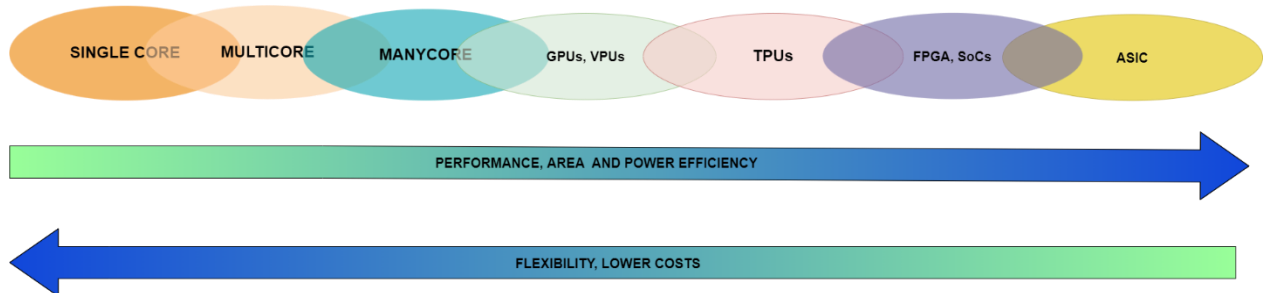 SINGLE CORE
MULTICORE
MANYCORE
GPUs, VPUs
TPUs
FPGA, SoCs
ASIC
PERFORMANCE, AREA AND POWER EFFICIENCY
FLEXIBILITY, LOWER COSTS